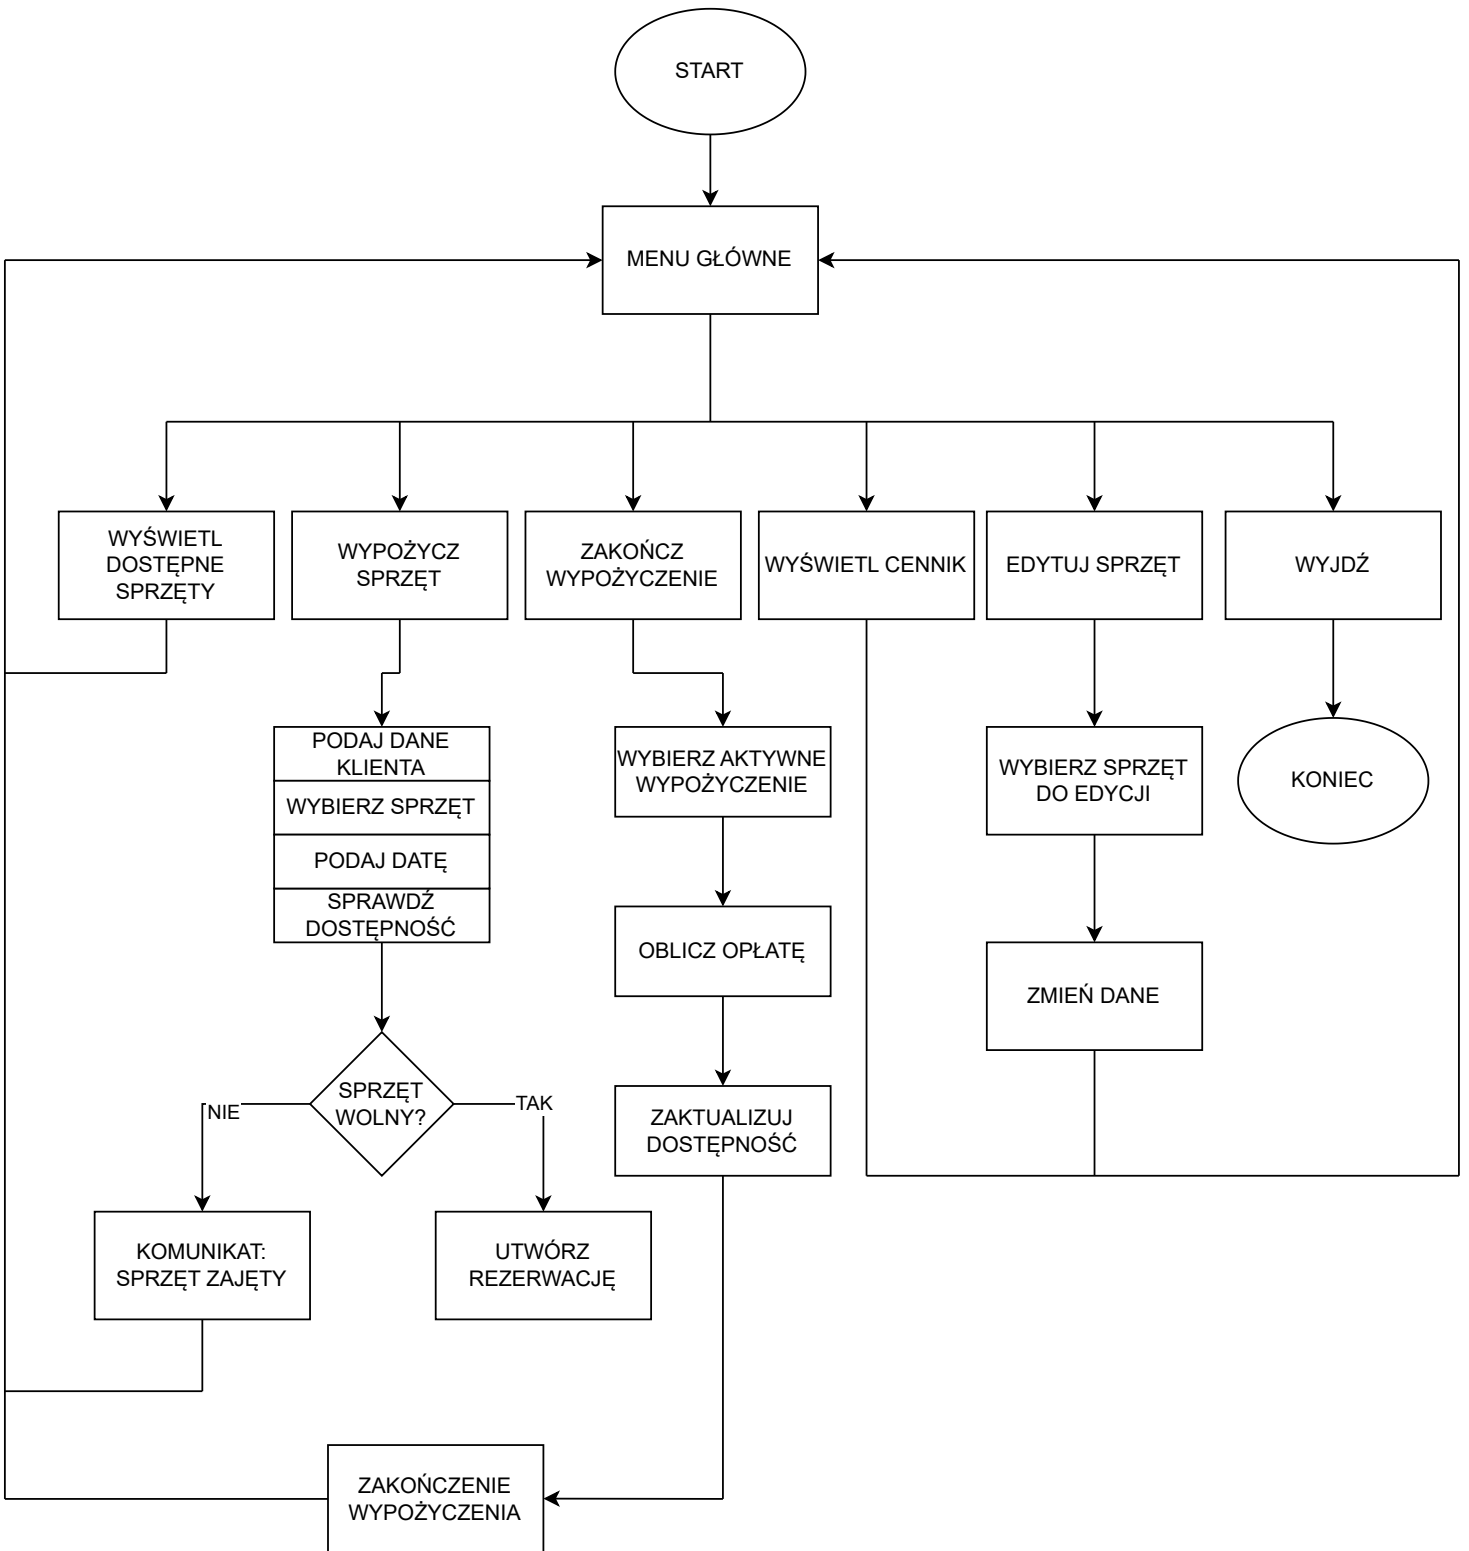 START
MENU GŁÓWNE
WYŚWIETL
DOSTĘPNE
SPRZĘTY
WYPOŻYCZ
SPRZĘT
ZAKOŃCZ
WYPOŻYCZENIE
WYŚWIETL CENNIK
EDYTUJ SPRZĘT
WYJDŹ
PODAJ DANE
KLIENTA
WYBIERZ SPRZĘT
PODAJ DATĘ
SPRAWDŹ
DOSTĘPNOŚĆ
WYBIERZ AKTYWNE
WYPOŻYCZENIE
WYBIERZ SPRZĘT
DO EDYCJI
KONIEC
OBLICZ OPŁATĘ
ZMIEŃ DANE
SPRZĘT
WOLNY?
NIE
TAK
ZAKTUALIZUJ
DOSTĘPNOŚĆ
KOMUNIKAT:
SPRZĘT ZAJĘTY
UTWÓRZ
REZERWACJĘ
ZAKOŃCZENIE
WYPOŻYCZENIA